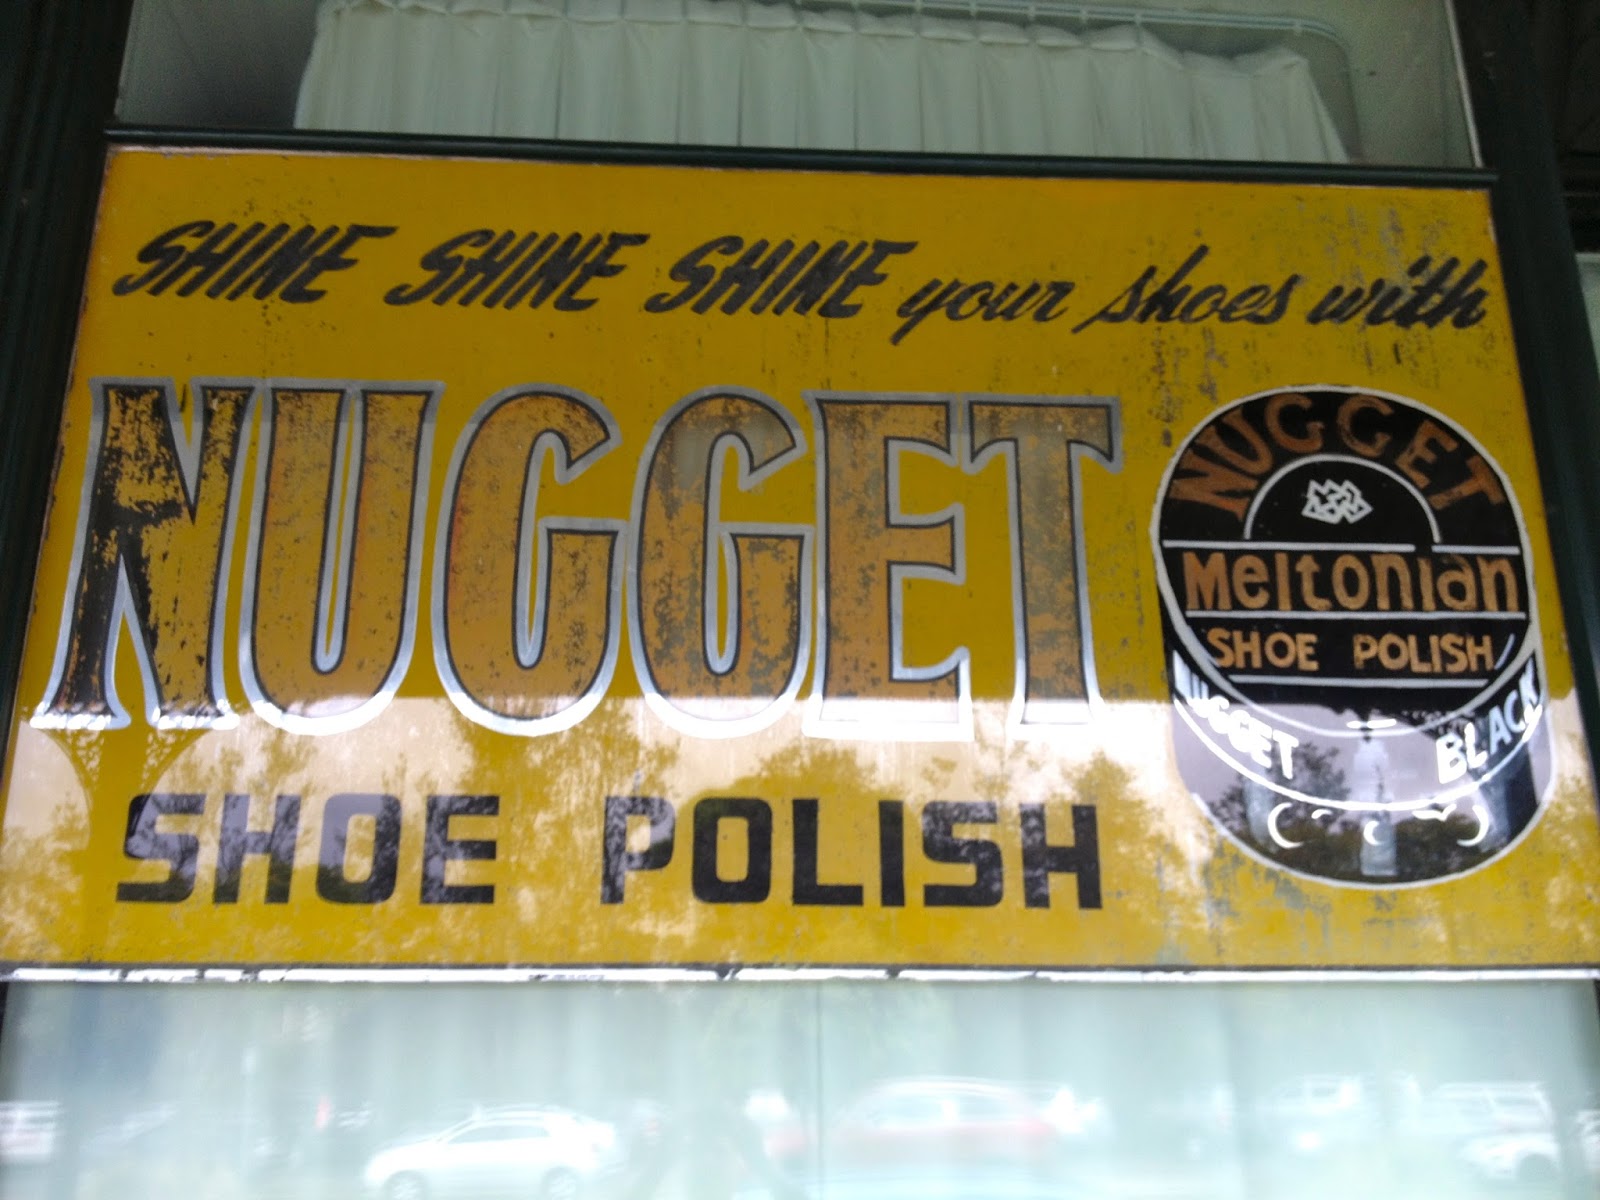 SHINE SHINE SHINE your shoes with
NUGGET
SHOE POLISH
NUGGET
Meltonian
SHOE POLISH
NUGGET BLACK